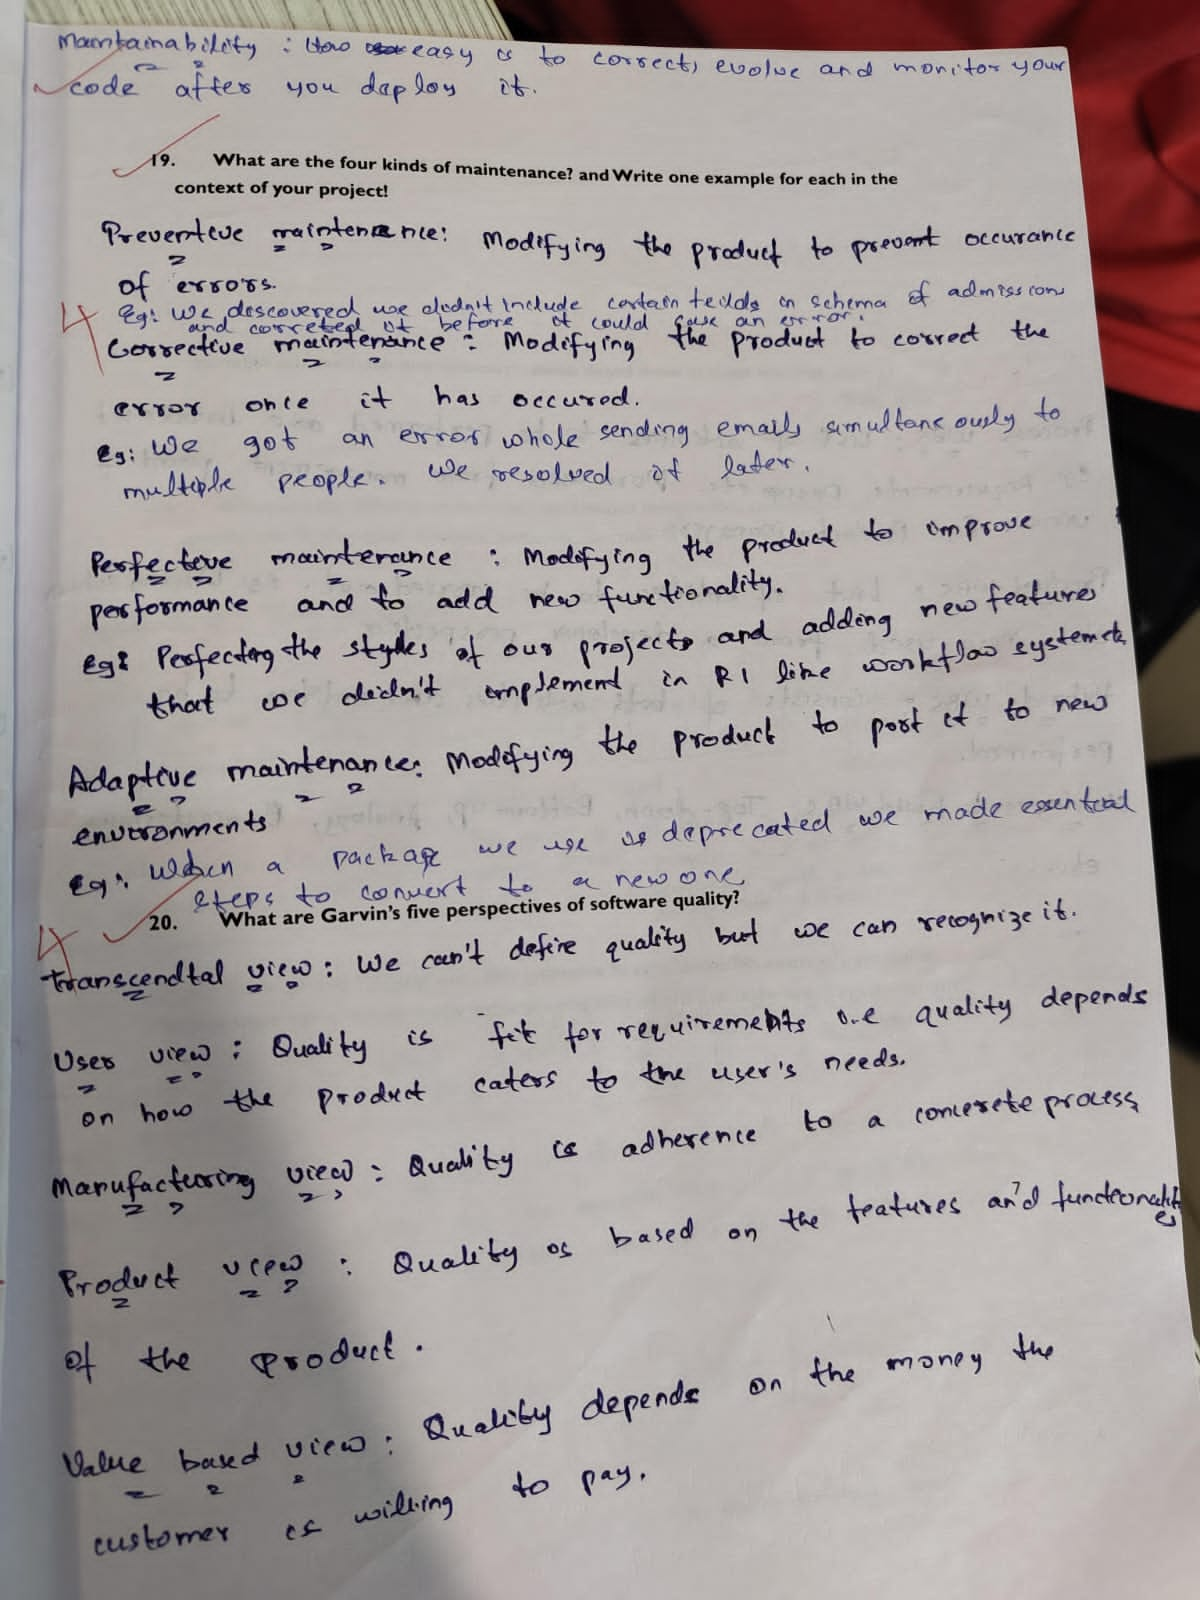 Maintainability : How easy is to correct, evolve and monitor your
code after you deploy it.
19. What are the four kinds of maintenance? and Write one example for each in the
context of your project!
Preventive maintenance: Modifying the product to prevent occurance
of errors.
4
Eg: We discovered we didn't include certain feilds in schema of admissions
and correted it before it could cause an error.
Corrective maintenance : Modifying the product to correct the
error once it has occured.
Eg: We got an error while sending emails simultaneously to
multiple people. We resolved it later.
Perfective maintenance : Modifying the product to improve
performance and to add new functionality.
Eg: Perfecting the styles of our projects and adding new features
that we didn't implement in R1 like workflow system etc
Adaptive maintenance: Modifying the product to port it to new
environments
Eg: When a package we use is deprecated we made essential
steps to convert to a new one
20. What are Garvin's five perspectives of software quality?
4
Transcendtal view : We can't define quality but we can recognize it.
User view : Quality is fit for requirements i.e quality depends
on how the product caters to the user's needs.
Manufacturing view : Quality is adherence to a concrete process
Product view : Quality is based on the features and functionalities
of the product.
Value based view : Quality depends on the money the
customer is willing to pay.